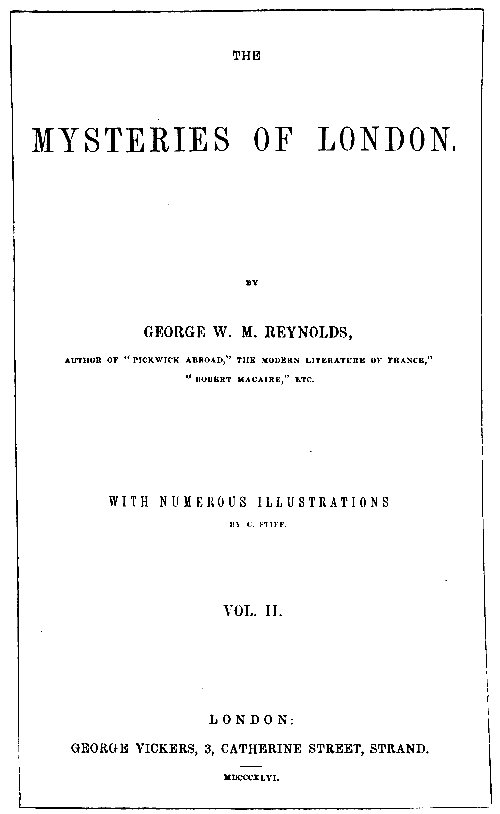 THE
MYSTERIES OF LONDON.
BY
GEORGE W. M. REYNOLDS,
AUTHOR OF "PICKWICK ABROAD," THE MODERN LITERATURE OF FRANCE,"
"ROBERT MACAIRE," ETC.
WITH NUMEROUS ILLUSTRATIONS
BY G. STIFF.
VOL. II.
LONDON:
GEORGE VICKERS, 3, CATHERINE STREET, STRAND.
MDCCCXLVI.